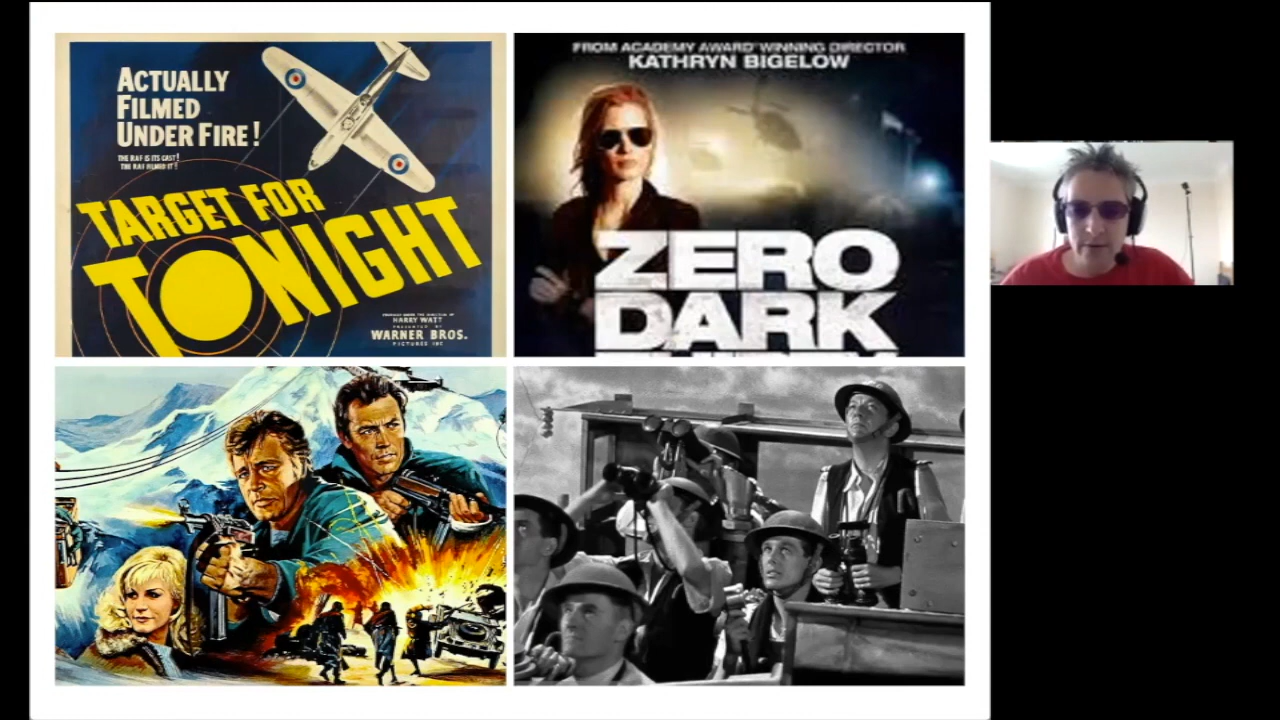 ACTUALLY
FILMED
UNDER FIRE!
THE RAF IS ITS CAST!
THE RAF FILMED IT!
TARGET FOR
TONIGHT
HARRY WATT
WARNER BROS.
PICTURES INC
FROM ACADEMY AWARD WINNING DIRECTOR
KATHRYN BIGELOW
ZERO
DARK